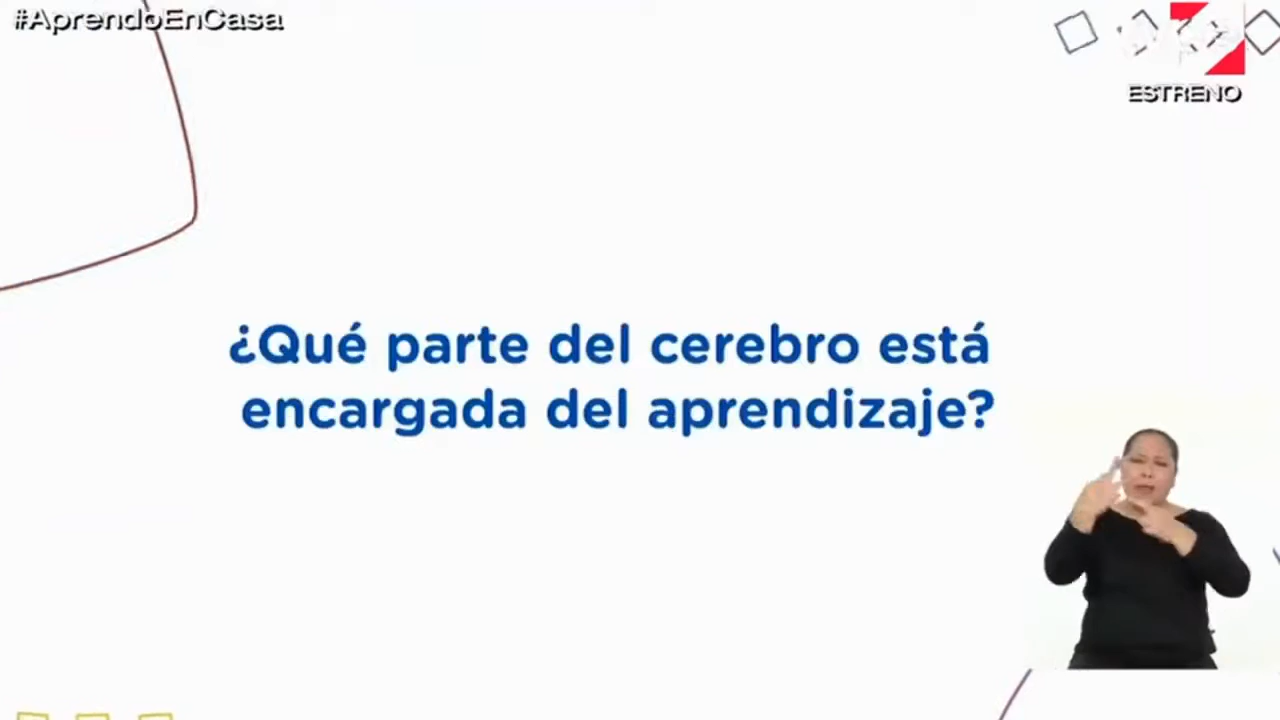 #AprendoEnCasa
ESTRENO
¿Qué parte del cerebro está
encargada del aprendizaje?